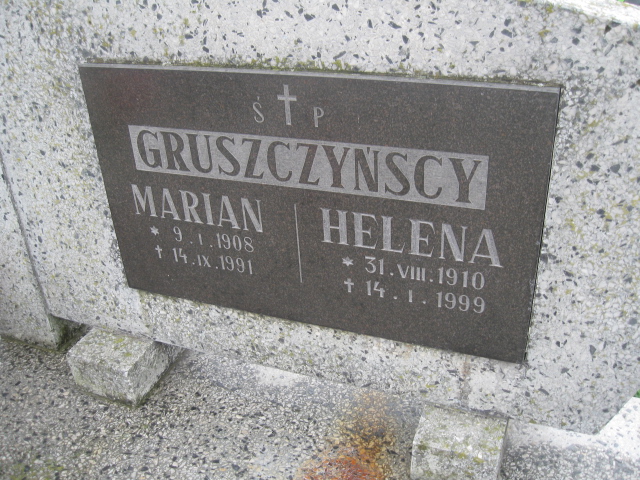 Ś † P
GRUSZCZYŃSCY
MARIAN
* 9.I.1908
† 14.IX.1991
HELENA
* 31.VIII.1910
† 14.I.1999